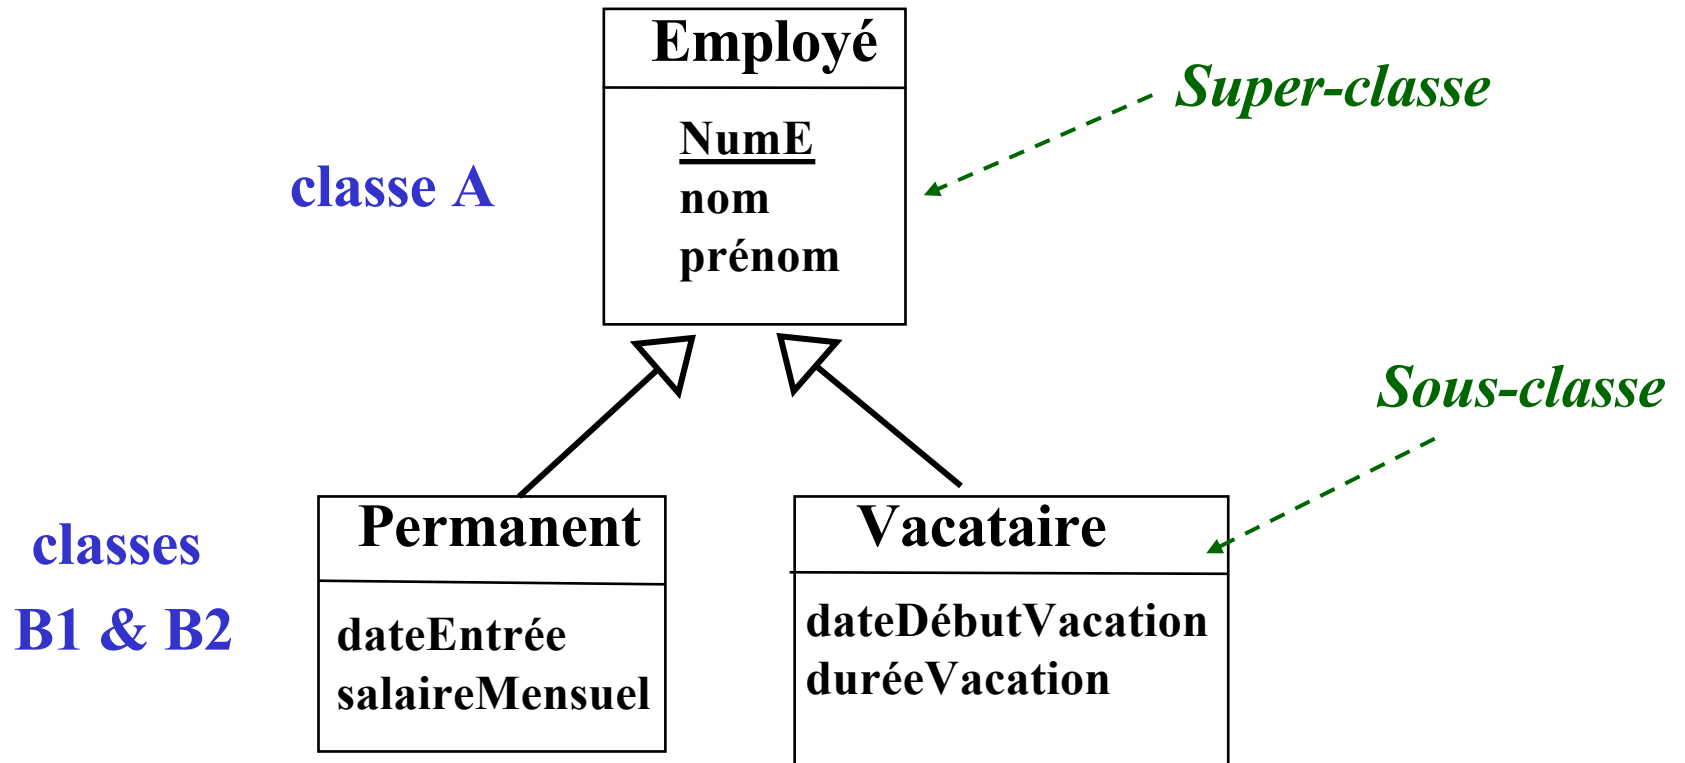 Employé
Super-classe
NumE
classe A
nom
prénom
Sous-classe
Permanent
Vacataire
classes
B1 & B2
dateEntrée
salaireMensuel
dateDébutVacation
duréeVacation